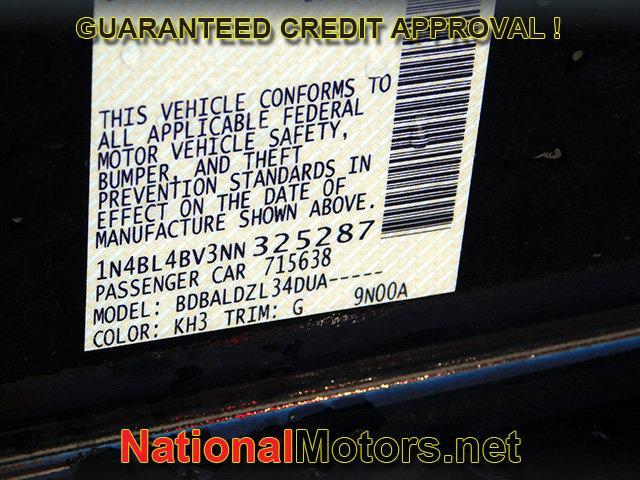 GUARANTEED CREDIT APPROVAL !
THIS VEHICLE CONFORMS TO
ALL APPLICABLE FEDERAL
MOTOR VEHICLE SAFETY,
BUMPER, AND THEFT
PREVENTION STANDARDS IN
EFFECT ON THE DATE OF
MANUFACTURE SHOWN ABOVE.
1N4BL4BV3NN 325287
PASSENGER CAR 715638
MODEL: BDBALDZL34DUA-----
COLOR: KH3 TRIM: G 9N00A
NationalMotors.net